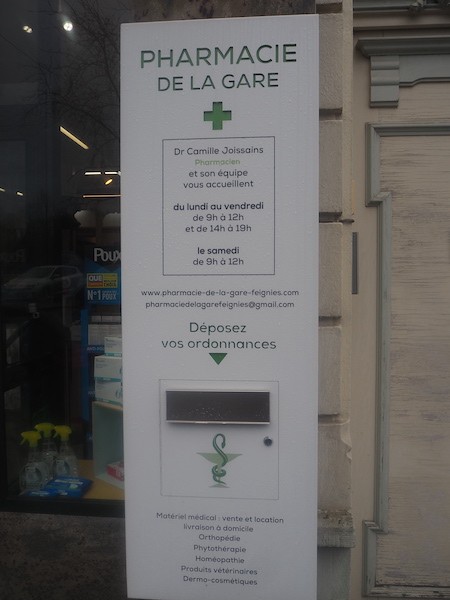 PHARMACIE
DE LA GARE
Dr Camille Joissains
Pharmacien
et son équipe
vous accueillent
du lundi au vendredi
de 9h à 12h
et de 14h à 19h
le samedi
de 9h à 12h
www.pharmacie-de-la-gare-feignies.com
pharmaciedelagarefeignies@gmail.com
Déposez
vos ordonnances
Matériel médical : vente et location
livraison à domicile
Orthopédie
Phytothérapie
Homéopathie
Produits vétérinaires
Dermo-cosmétiques
Poux
N°1